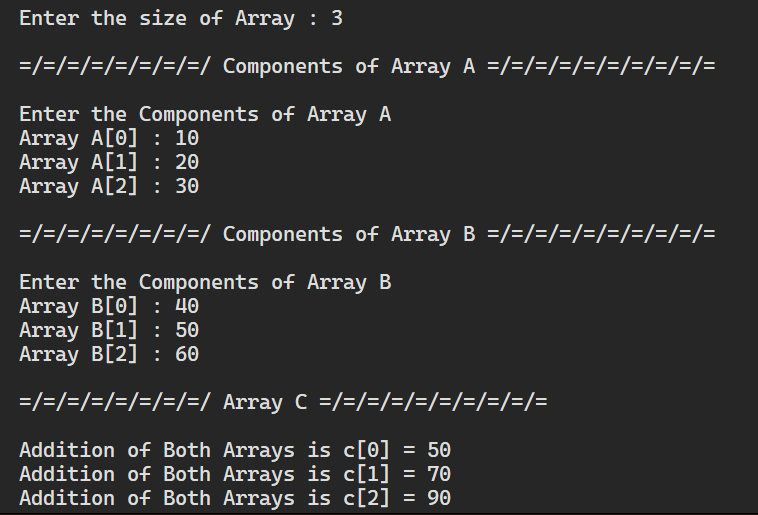 Enter the size of Array : 3
=/=/=/=/=/=/=/=/ Components of Array A =/=/=/=/=/=/=/=/=/=
Enter the Components of Array A
Array A[0] : 10
Array A[1] : 20
Array A[2] : 30
=/=/=/=/=/=/=/=/ Components of Array B =/=/=/=/=/=/=/=/=/=
Enter the Components of Array B
Array B[0] : 40
Array B[1] : 50
Array B[2] : 60
=/=/=/=/=/=/=/=/ Array C =/=/=/=/=/=/=/=/=/=
Addition of Both Arrays is c[0] = 50
Addition of Both Arrays is c[1] = 70
Addition of Both Arrays is c[2] = 90